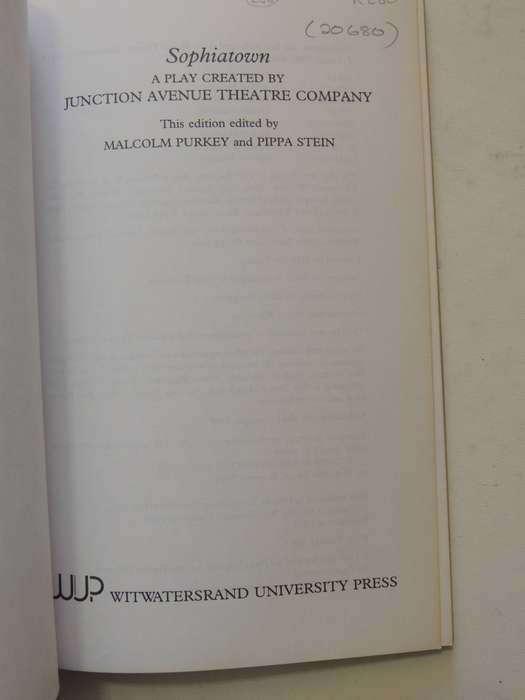 (20680)
Sophiatown
A PLAY CREATED BY
JUNCTION AVENUE THEATRE COMPANY
This edition edited by
MALCOLM PURKEY and PIPPA STEIN
WUP WITWATERSRAND UNIVERSITY PRESS